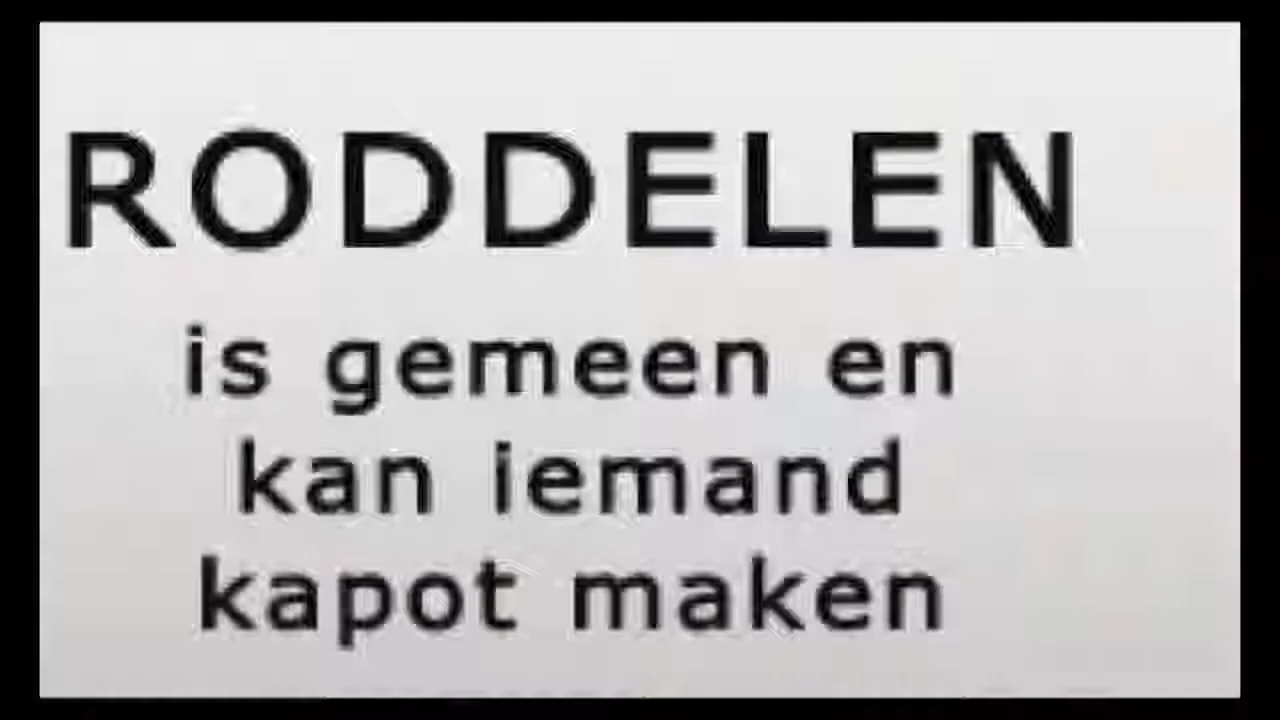 RODDELEN
is gemeen en
kan iemand
kapot maken